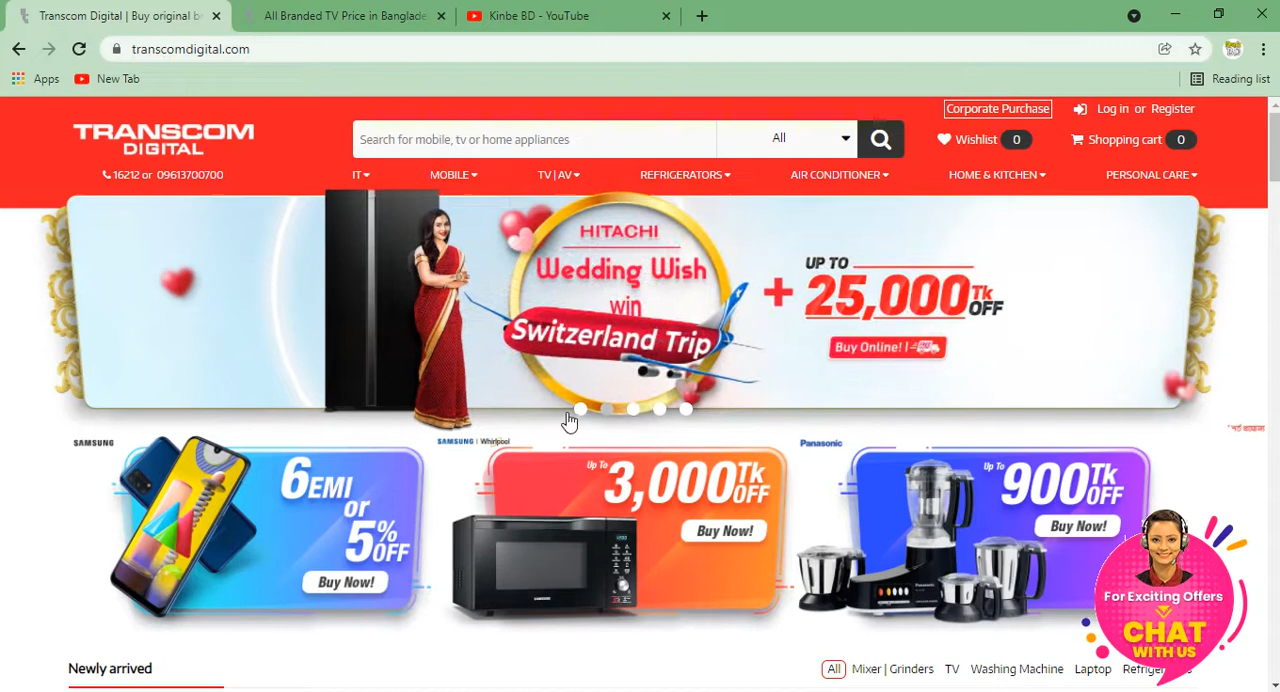 Transcom Digital | Buy original b
All Branded TV Price in Banglade
Kinbe BD - YouTube
transcomdigital.com
Apps
New Tab
Reading list
Corporate Purchase
Log in or Register
TRANSCOM
DIGITAL
Search for mobile, tv or home appliances
All
Wishlist 0
Shopping cart 0
16212 or 09613700700
IT
MOBILE
TV | AV
REFRIGERATORS
AIR CONDITIONER
HOME & KITCHEN
PERSONAL CARE
HITACHI
Wedding Wish
win
Switzerland Trip
+ UP TO
25,000Tk OFF
Buy Online!
SAMSUNG
6EMI
or
5% OFF
Buy Now!
SAMSUNG | Whirlpool
Up To
3,000Tk OFF
Buy Now!
SAMSUNG
Panasonic
Up To
900Tk OFF
Buy Now!
For Exciting Offers
CHAT
WITH US
Newly arrived
All
Mixer | Grinders
TV
Washing Machine
Laptop